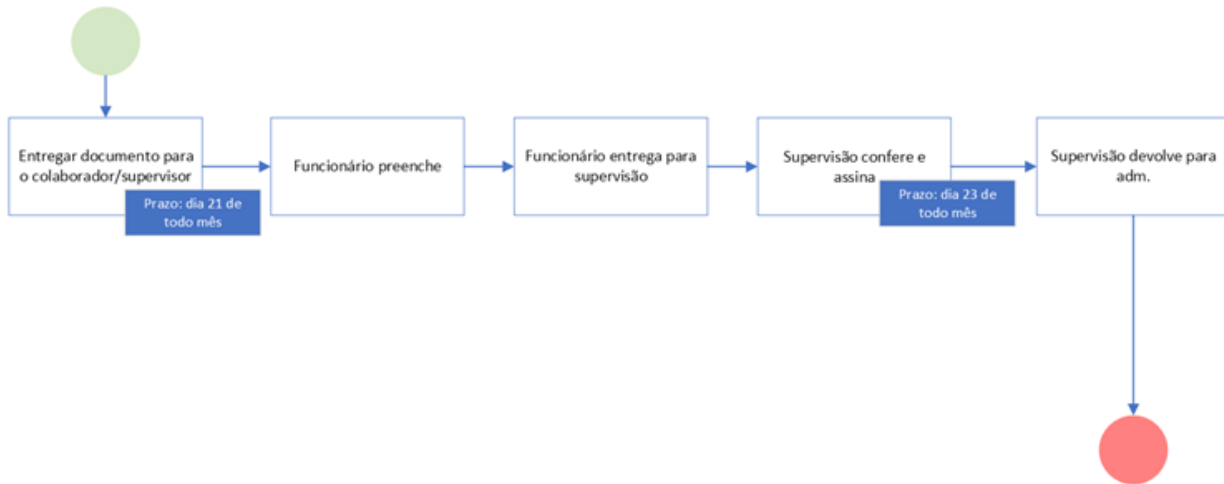 Entregar documento para
o colaborador/supervisor
Prazo: dia 21 de
todo mês
Funcionário preenche
Funcionário entrega para
supervisão
Supervisão confere e
assina
Prazo: dia 23 de
todo mês
Supervisão devolve para
adm.